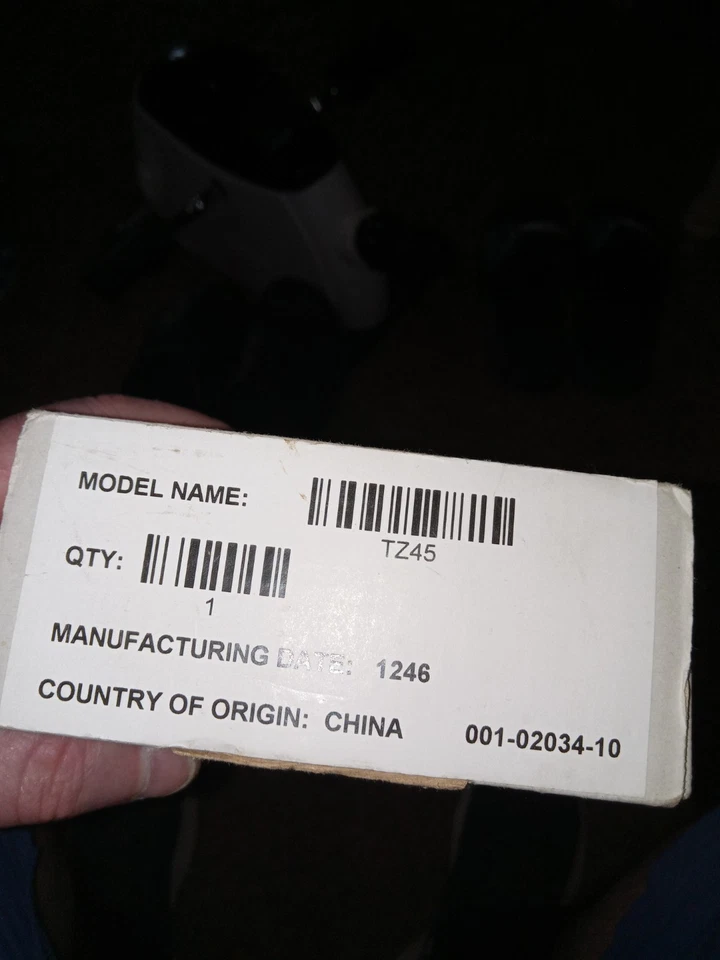 MODEL NAME:
TZ45
QTY:
1
MANUFACTURING DATE: 1246
COUNTRY OF ORIGIN: CHINA
001-02034-10